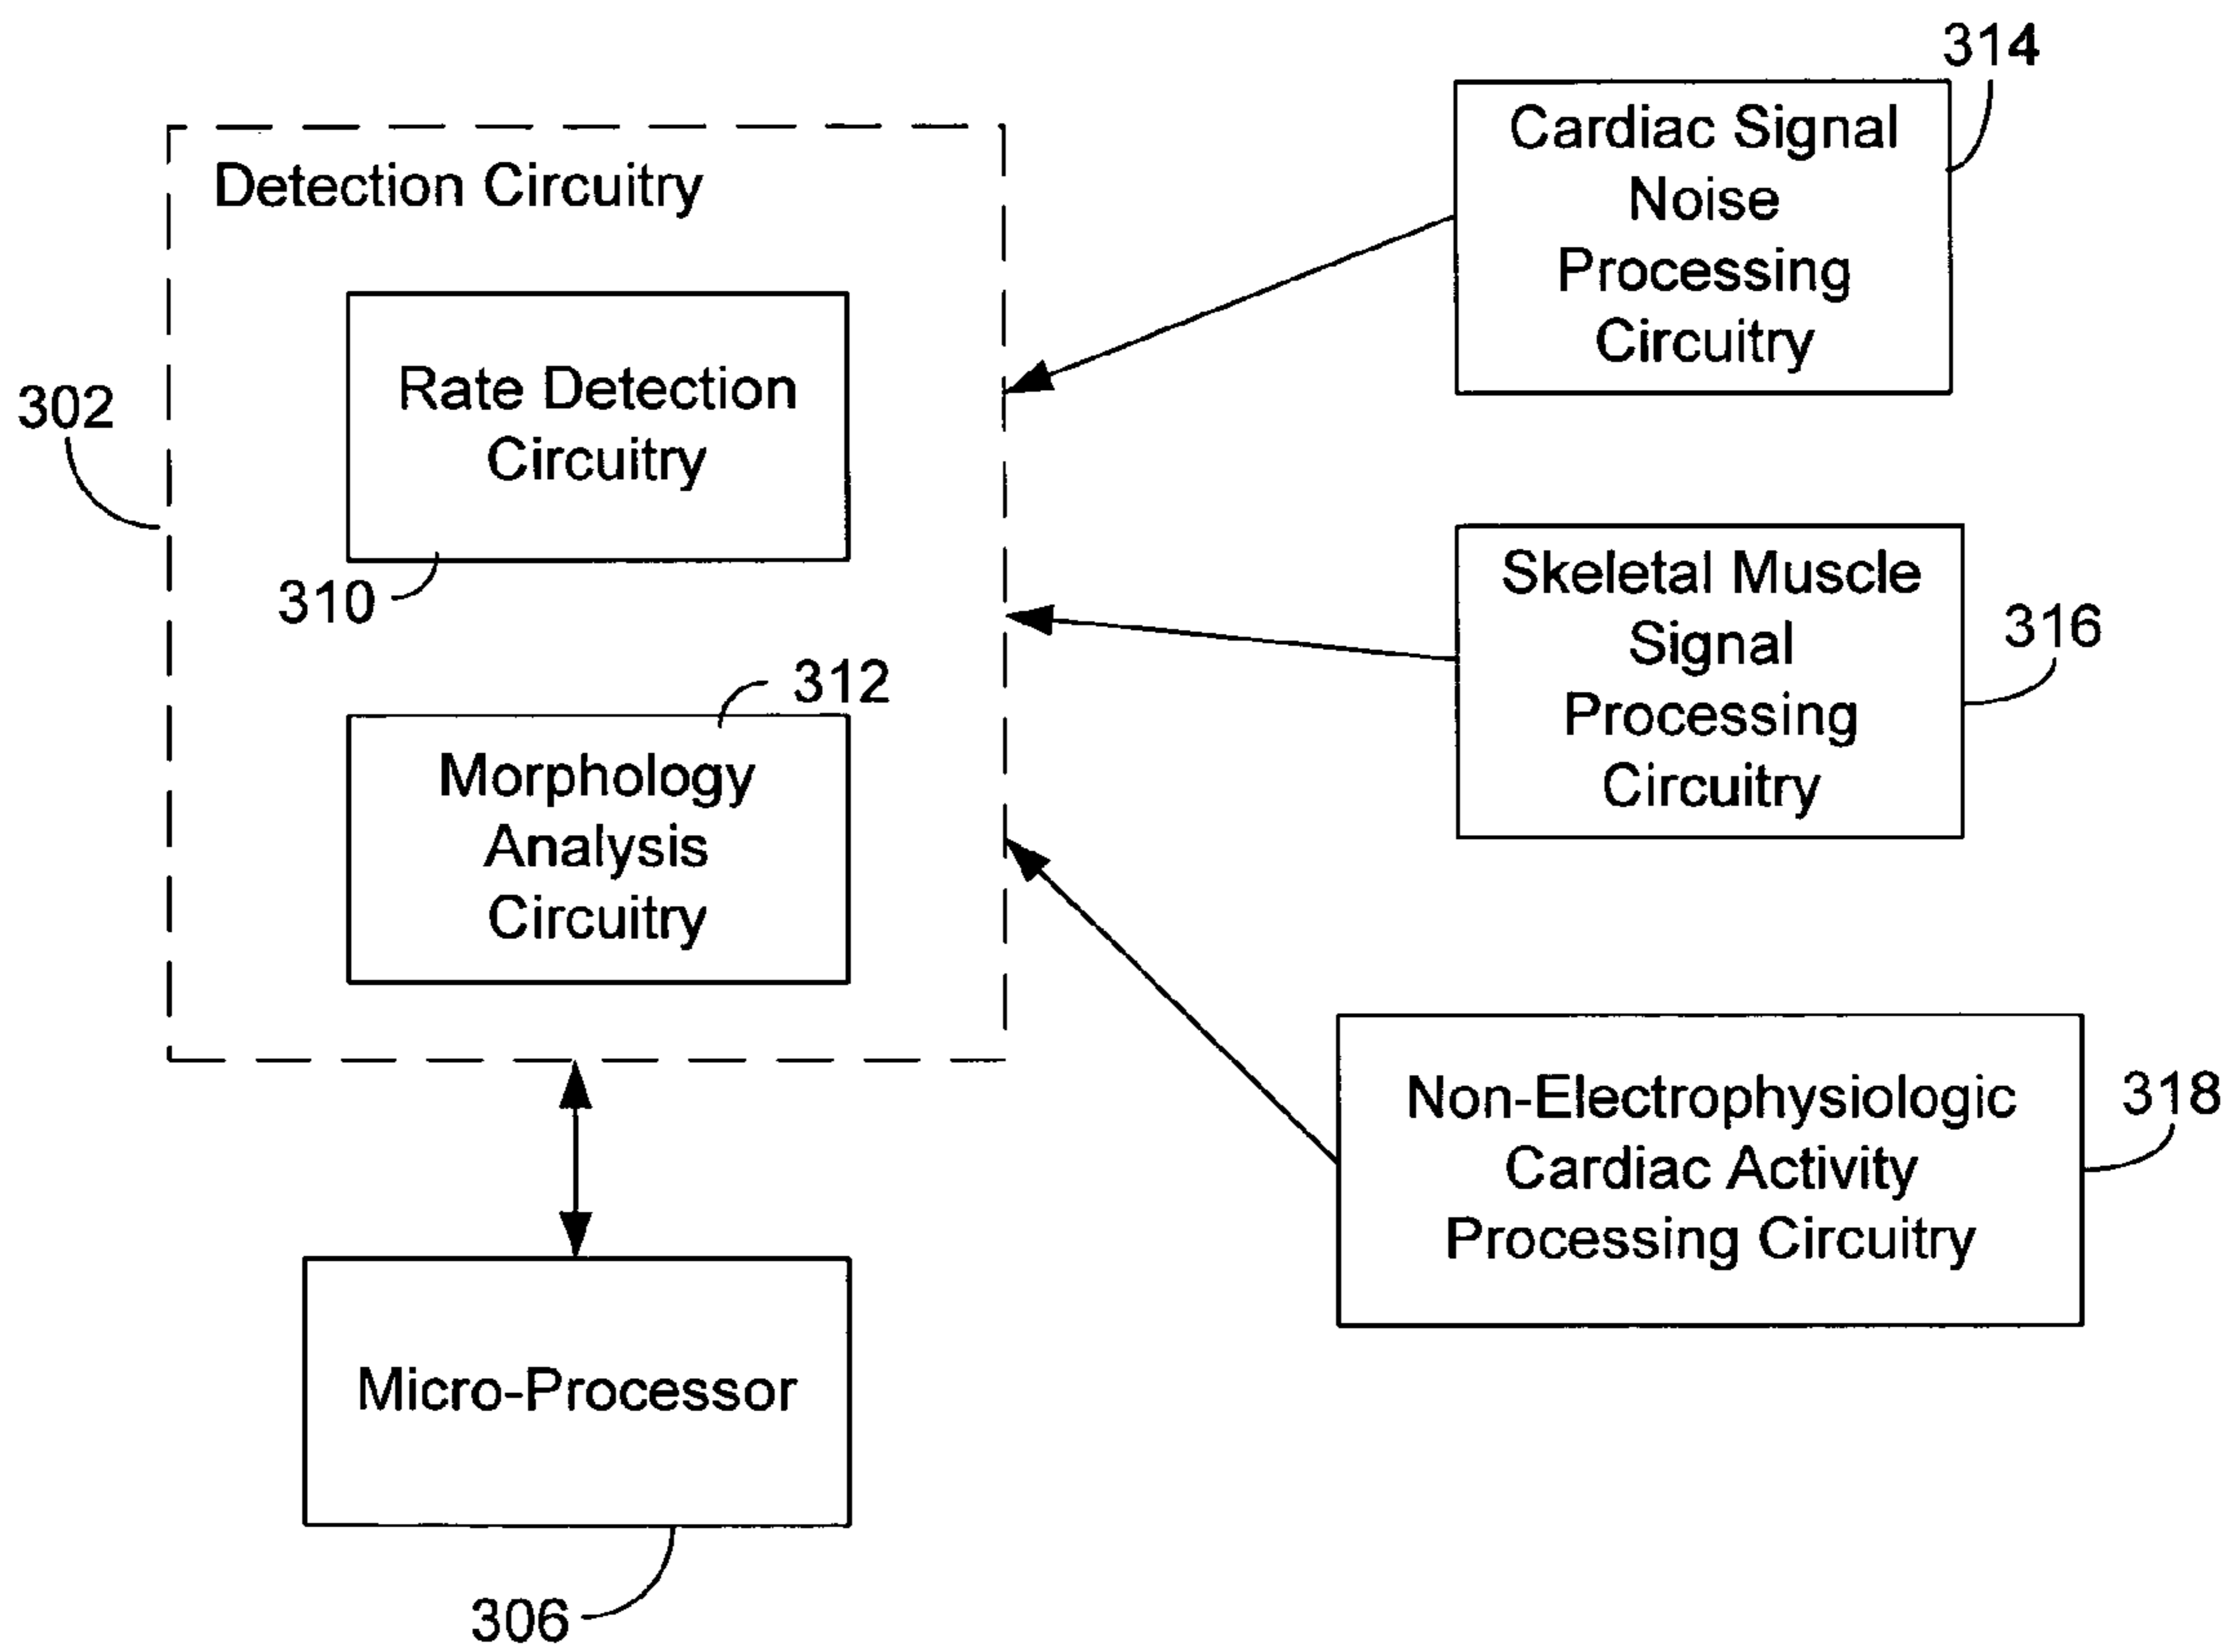 Detection Circuitry
302
Rate Detection
Circuitry
310
312
Morphology
Analysis
Circuitry
Micro-Processor
306
314
Cardiac Signal
Noise
Processing
Circuitry
Skeletal Muscle
Signal
Processing
Circuitry
316
Non-Electrophysiologic
Cardiac Activity
Processing Circuitry
318